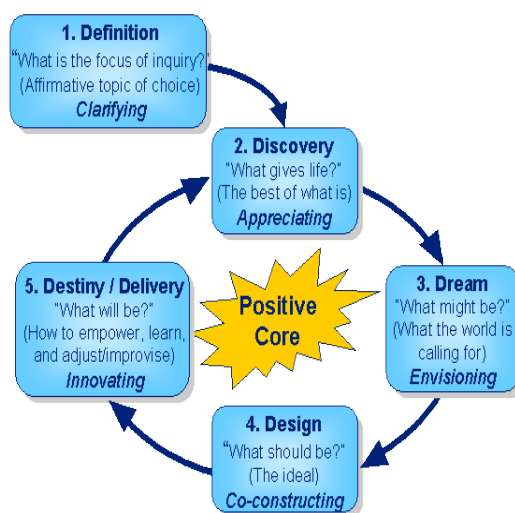 1. Definition
"What is the focus of inquiry?"
(Affirmative topic of choice)
Clarifying
2. Discovery
"What gives life?"
(The best of what is)
Appreciating
3. Dream
"What might be?"
(What the world is
calling for)
Envisioning
4. Design
"What should be?"
(The ideal)
Co-constructing
5. Destiny / Delivery
"What will be?"
(How to empower, learn,
and adjust/improvise)
Innovating
Positive
Core